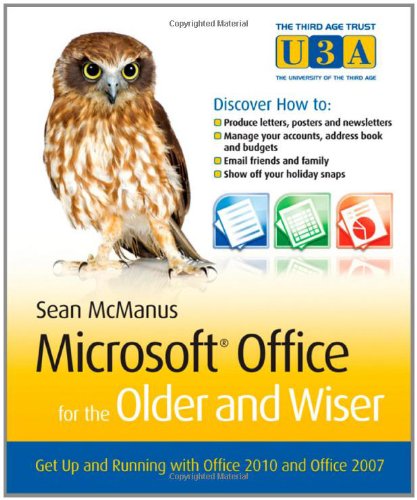 Copyrighted Material
THE THIRD AGE TRUST
U3A
THE UNIVERSITY OF THE THIRD AGE
Discover How to:
Produce letters, posters and newsletters
Manage your accounts, address book
and budgets
Email friends and family
Show off your holiday snaps
Sean McManus
Microsoft® Office
for the Older and Wiser
Get Up and Running with Office 2010 and Office 2007
Copyrighted Material